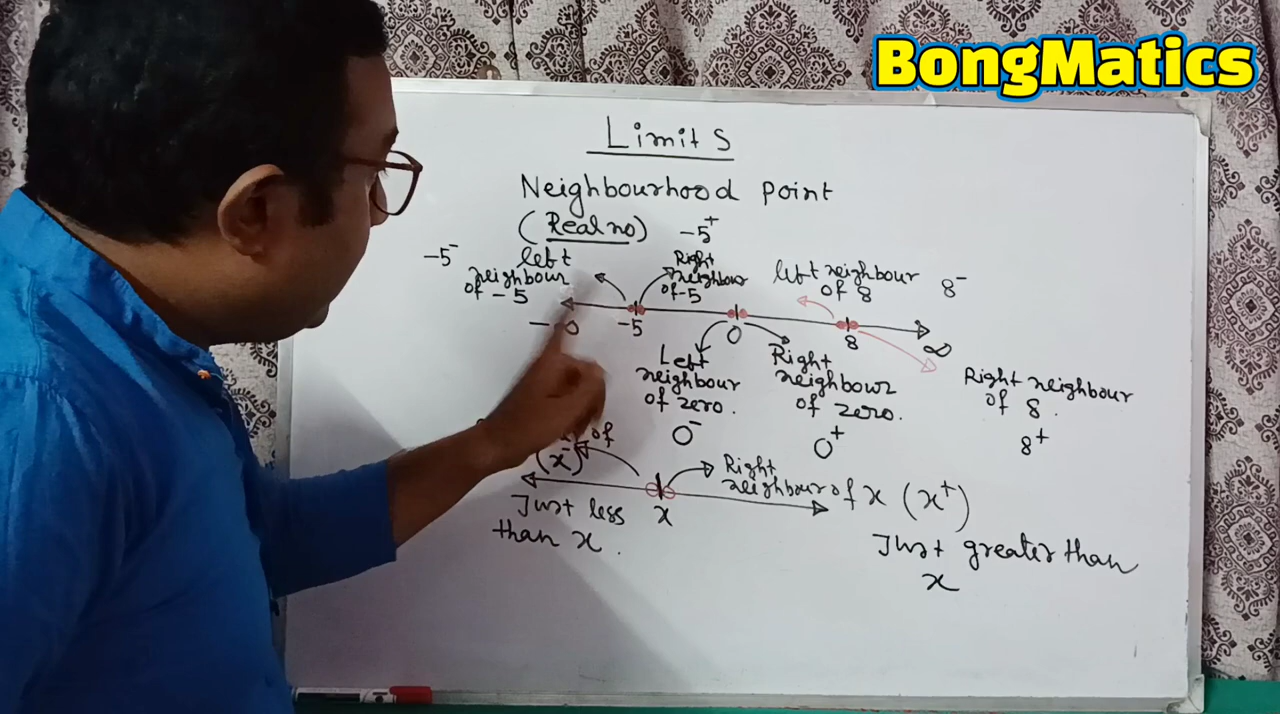 BongMatics
Limits
Neighbourhood Point
(Real no)
-5⁻
left
neighbour
of -5
-5⁺
Right
neighbour
of -5
left neighbour
of 8
8⁻
-5
0
8
∞
Left
neighbour
of zero.
0⁻
Right
neighbour
of zero.
0⁺
Right neighbour
of 8.
8⁺
of
(x⁻)
Right
neighbour of x (x⁺)
x
Just less
than x.
Just greater than
x